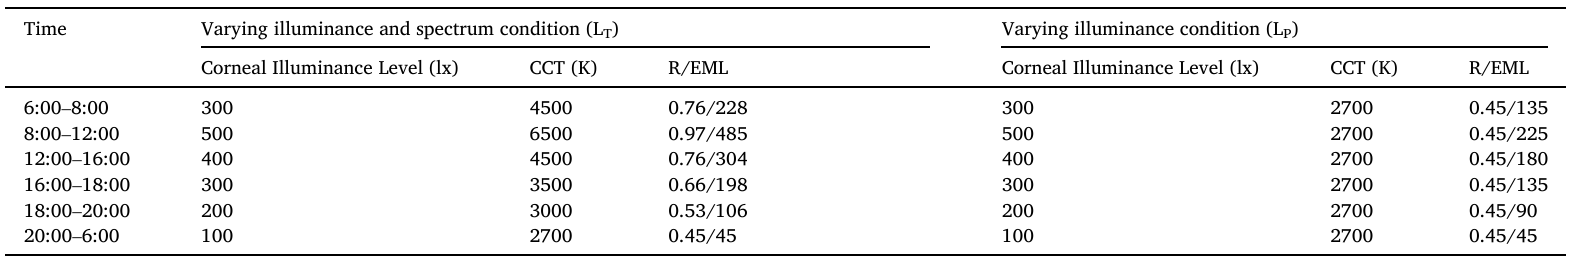 Time Varying illuminance and spectrum condition (L_T) Varying illuminance condition (L_P)
Corneal Illuminance Level (lx) CCT (K) R/EML Corneal Illuminance Level (lx) CCT (K) R/EML
6:00–8:00 300 4500 0.76/228 300 2700 0.45/135
8:00–12:00 500 6500 0.97/485 500 2700 0.45/225
12:00–16:00 400 4500 0.76/304 400 2700 0.45/180
16:00–18:00 300 3500 0.66/198 300 2700 0.45/135
18:00–20:00 200 3000 0.53/106 200 2700 0.45/90
20:00–6:00 100 2700 0.45/45 100 2700 0.45/45